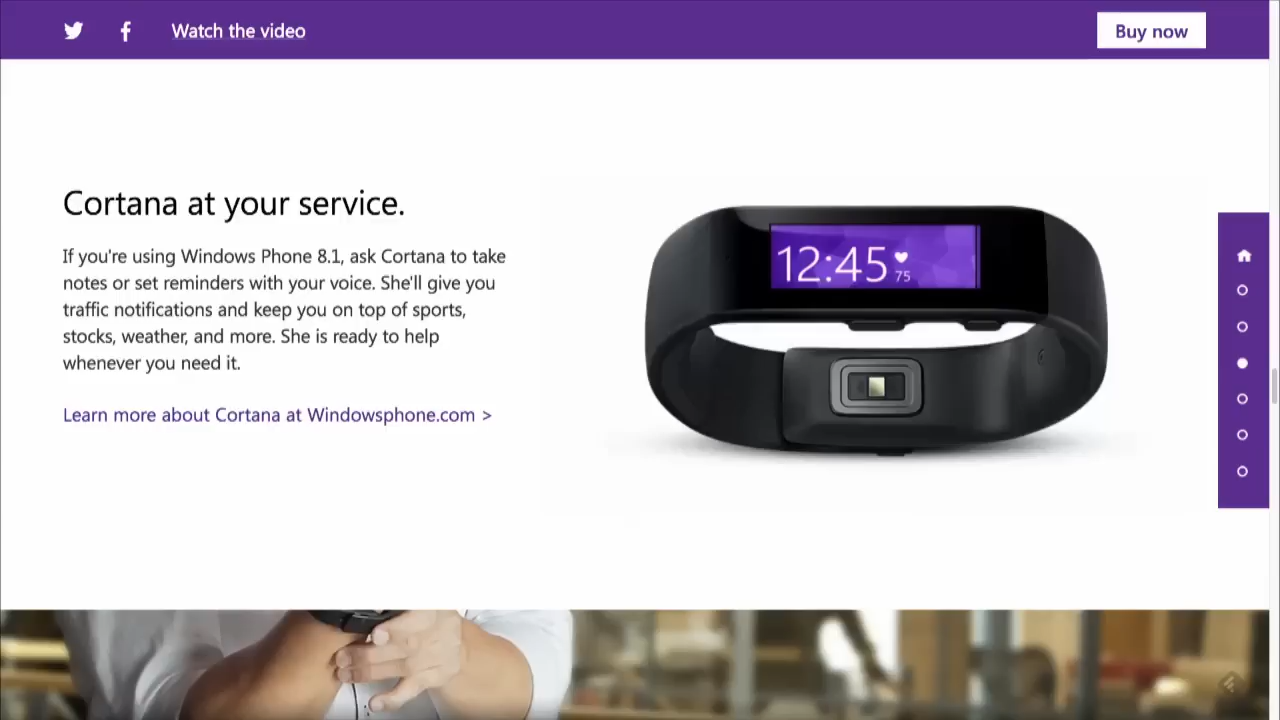 Watch the video
Buy now
Cortana at your service.
If you're using Windows Phone 8.1, ask Cortana to take
notes or set reminders with your voice. She'll give you
traffic notifications and keep you on top of sports,
stocks, weather, and more. She is ready to help
whenever you need it.
Learn more about Cortana at Windowsphone.com >
12:45
75